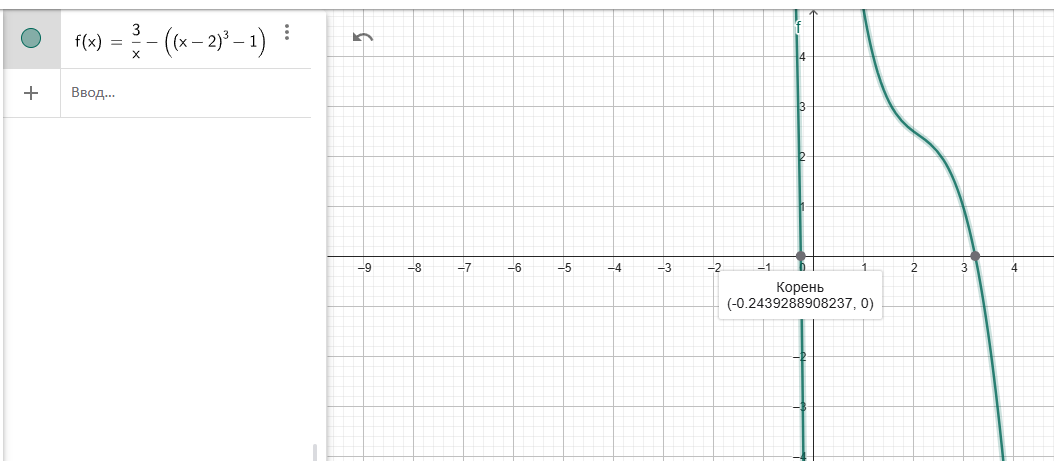 f(x) = 3/x − ((x − 2)³ − 1)
Ввод...
f
4
3
2
1
–9 –8 –7 –6 –5 –4 –3 –2 –1 0 1 2 3 4
Корень
(-0.2439288908237, 0)
–2
–3
–4